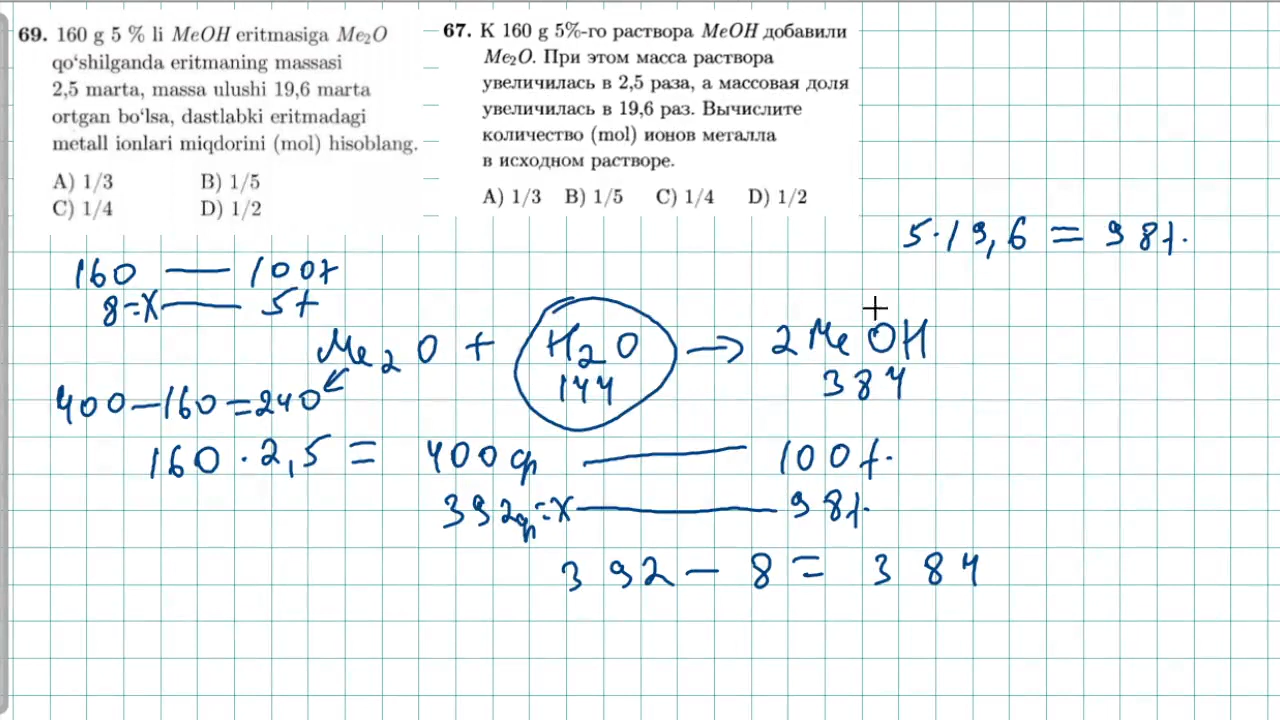 69. 160 g 5 % li MeOH eritmasiga Me₂O
qo‘shilganda eritmaning massasi
2,5 marta, massa ulushi 19,6 marta
ortgan bo‘lsa, dastlabki eritmadagi
metall ionlari miqdorini (mol) hisoblang.
A) 1/3 B) 1/5
C) 1/4 D) 1/2
67. К 160 g 5%-го раствора MeOH добавили
Me₂O. При этом масса раствора
увеличилась в 2,5 раза, а массовая доля
увеличилась в 19,6 раз. Вычислите
количество (mol) ионов металла
в исходном растворе.
A) 1/3 B) 1/5 C) 1/4 D) 1/2
5·19,6 = 98%.
160 — 100%
8=x — 5%
Me₂O + H₂O → 2MeOH
144 384
400-160=240
160·2,5 = 400gr — 100%.
392gr=x — 98%.
392-8=384